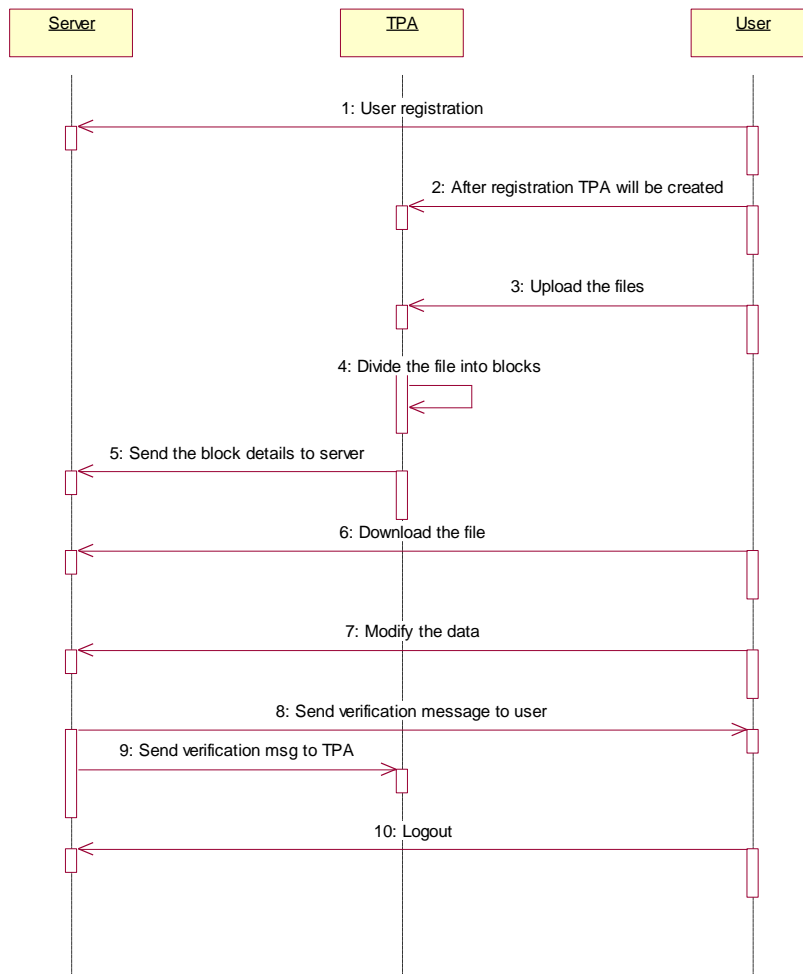 Server
TPA
User
1: User registration
2: After registration TPA will be created
3: Upload the files
4: Divide the file into blocks
5: Send the block details to server
6: Download the file
7: Modify the data
8: Send verification message to user
9: Send verification msg to TPA
10: Logout